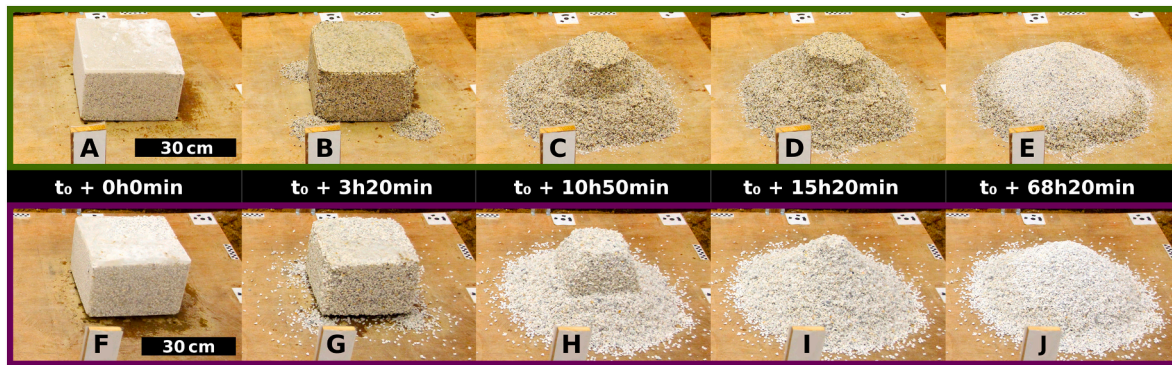 A B C D E
30 cm
t₀ + 0h0min t₀ + 3h20min t₀ + 10h50min t₀ + 15h20min t₀ + 68h20min
F G H I J
30 cm